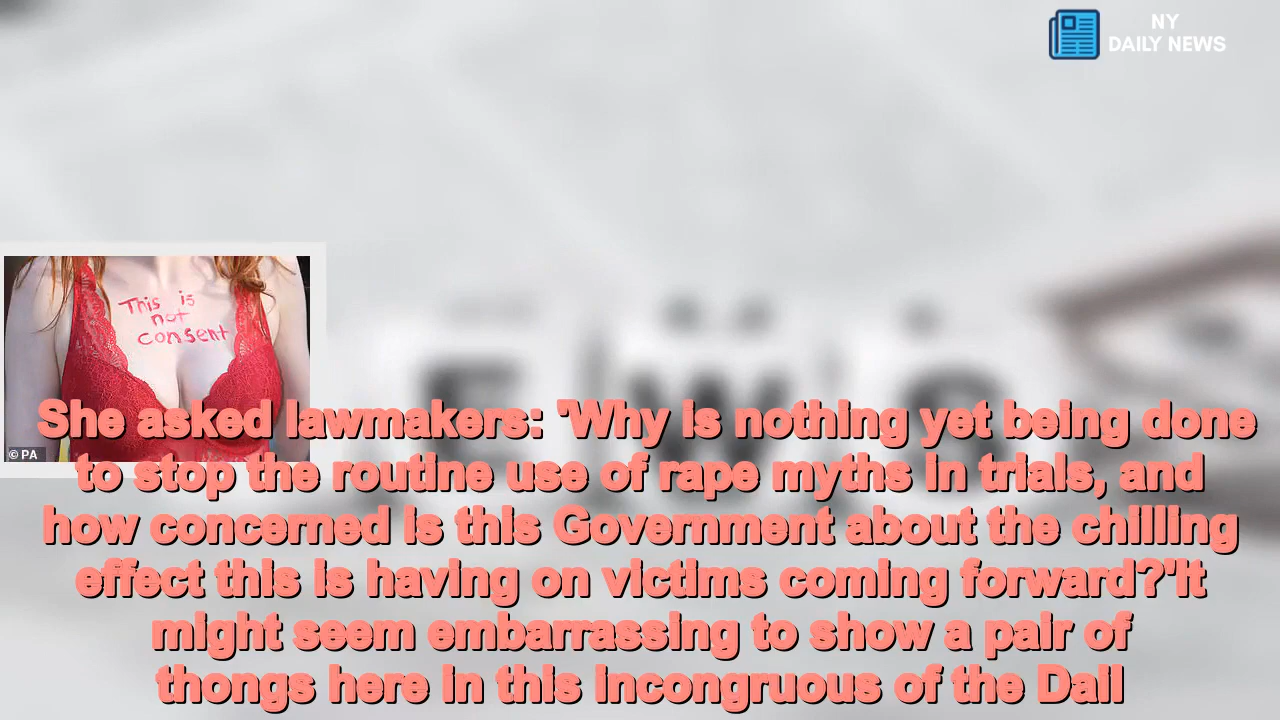 NY
DAILY NEWS
This is
not
consent
© PA
She asked lawmakers: 'Why is nothing yet being done
to stop the routine use of rape myths in trials, and
how concerned is this Government about the chilling
effect this is having on victims coming forward?'It
might seem embarrassing to show a pair of
thongs here in this incongruous of the Dail